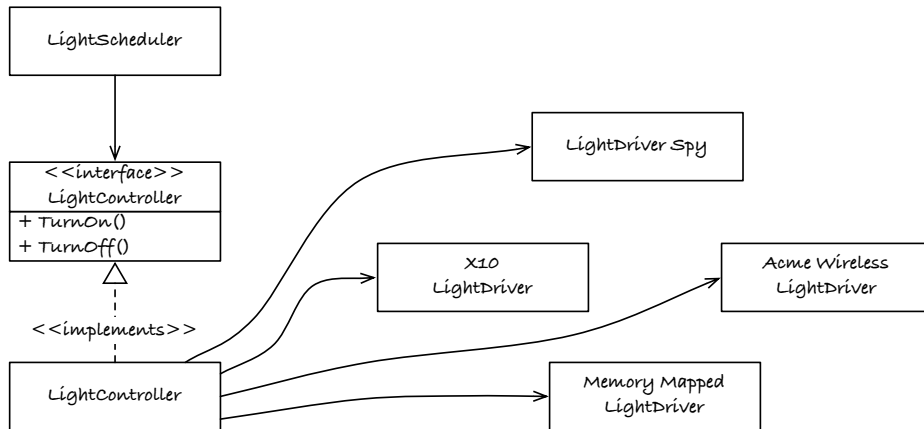 LightScheduler
<<interface>>
LightController
+ TurnOn()
+ TurnOff()
<<implements>>
LightController
LightDriver Spy
X10
LightDriver
Acme Wireless
LightDriver
Memory Mapped
LightDriver